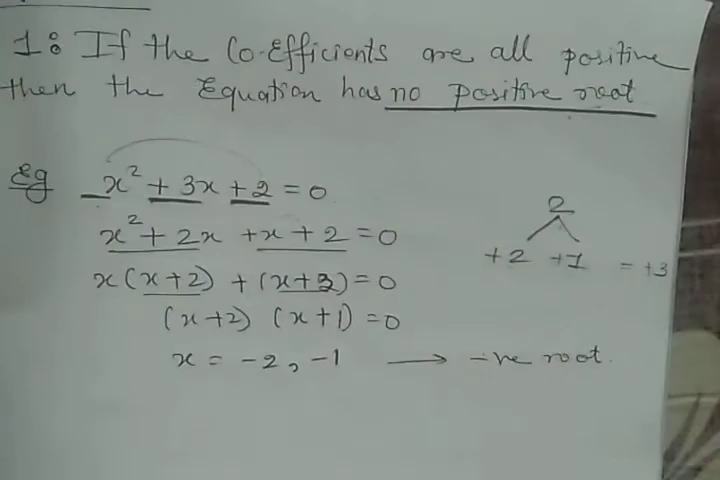 1: If the Co-efficients are all positive
then the Equation has no positive root
Eg x² + 3x + 2 = 0
x² + 2x + x + 2 = 0
x(x+2) + (x+2) = 0
(x+2) (x+1) = 0
x = -2, -1 → -ve root.
2
+2 +1 = +3